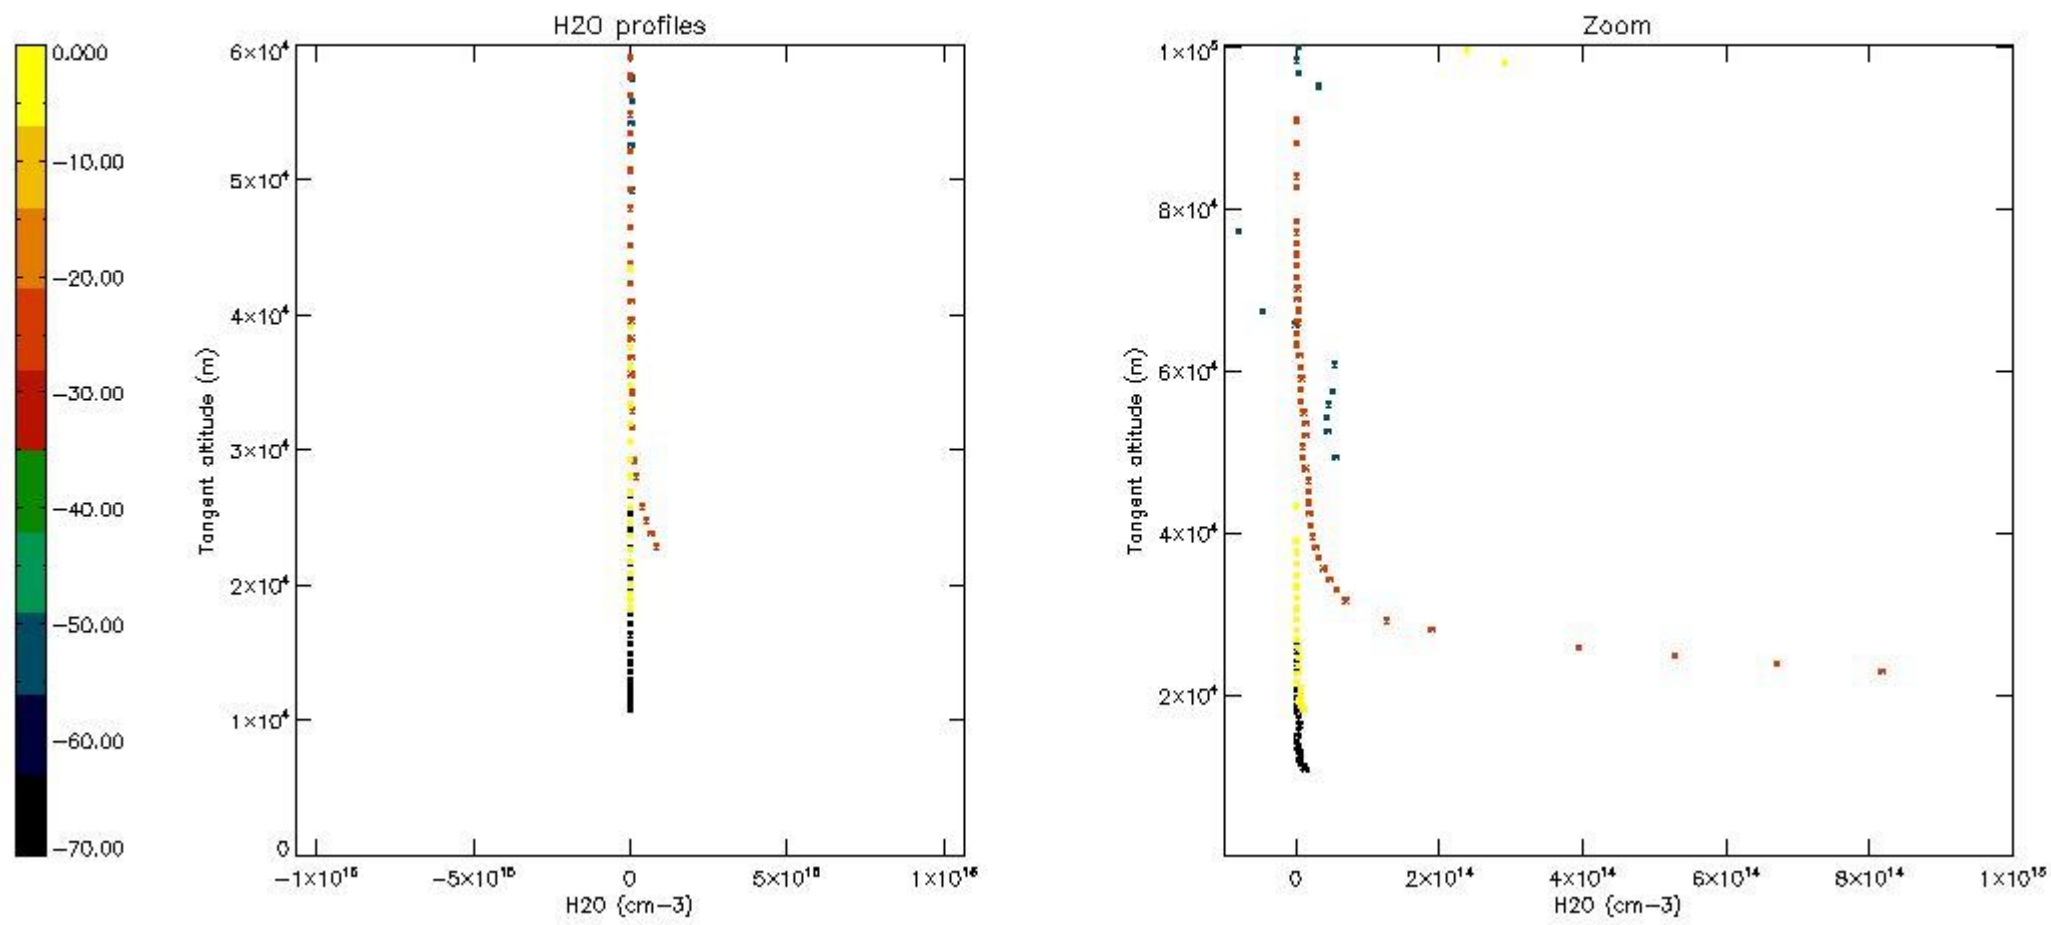 0.000
−10.00
−20.00
−30.00
−40.00
−50.00
−60.00
−70.00
H2O profiles
6×10⁴
5×10⁴
4×10⁴
3×10⁴
2×10⁴
1×10⁴
0
Tangent altitude (m)
−1×10¹⁶ −5×10¹⁵ 0 5×10¹⁵ 1×10¹⁶
H2O (cm−3)
Zoom
1×10⁵
8×10⁴
6×10⁴
4×10⁴
2×10⁴
Tangent altitude (m)
0 2×10¹⁴ 4×10¹⁴ 6×10¹⁴ 8×10¹⁴ 1×10¹⁵
H2O (cm−3)